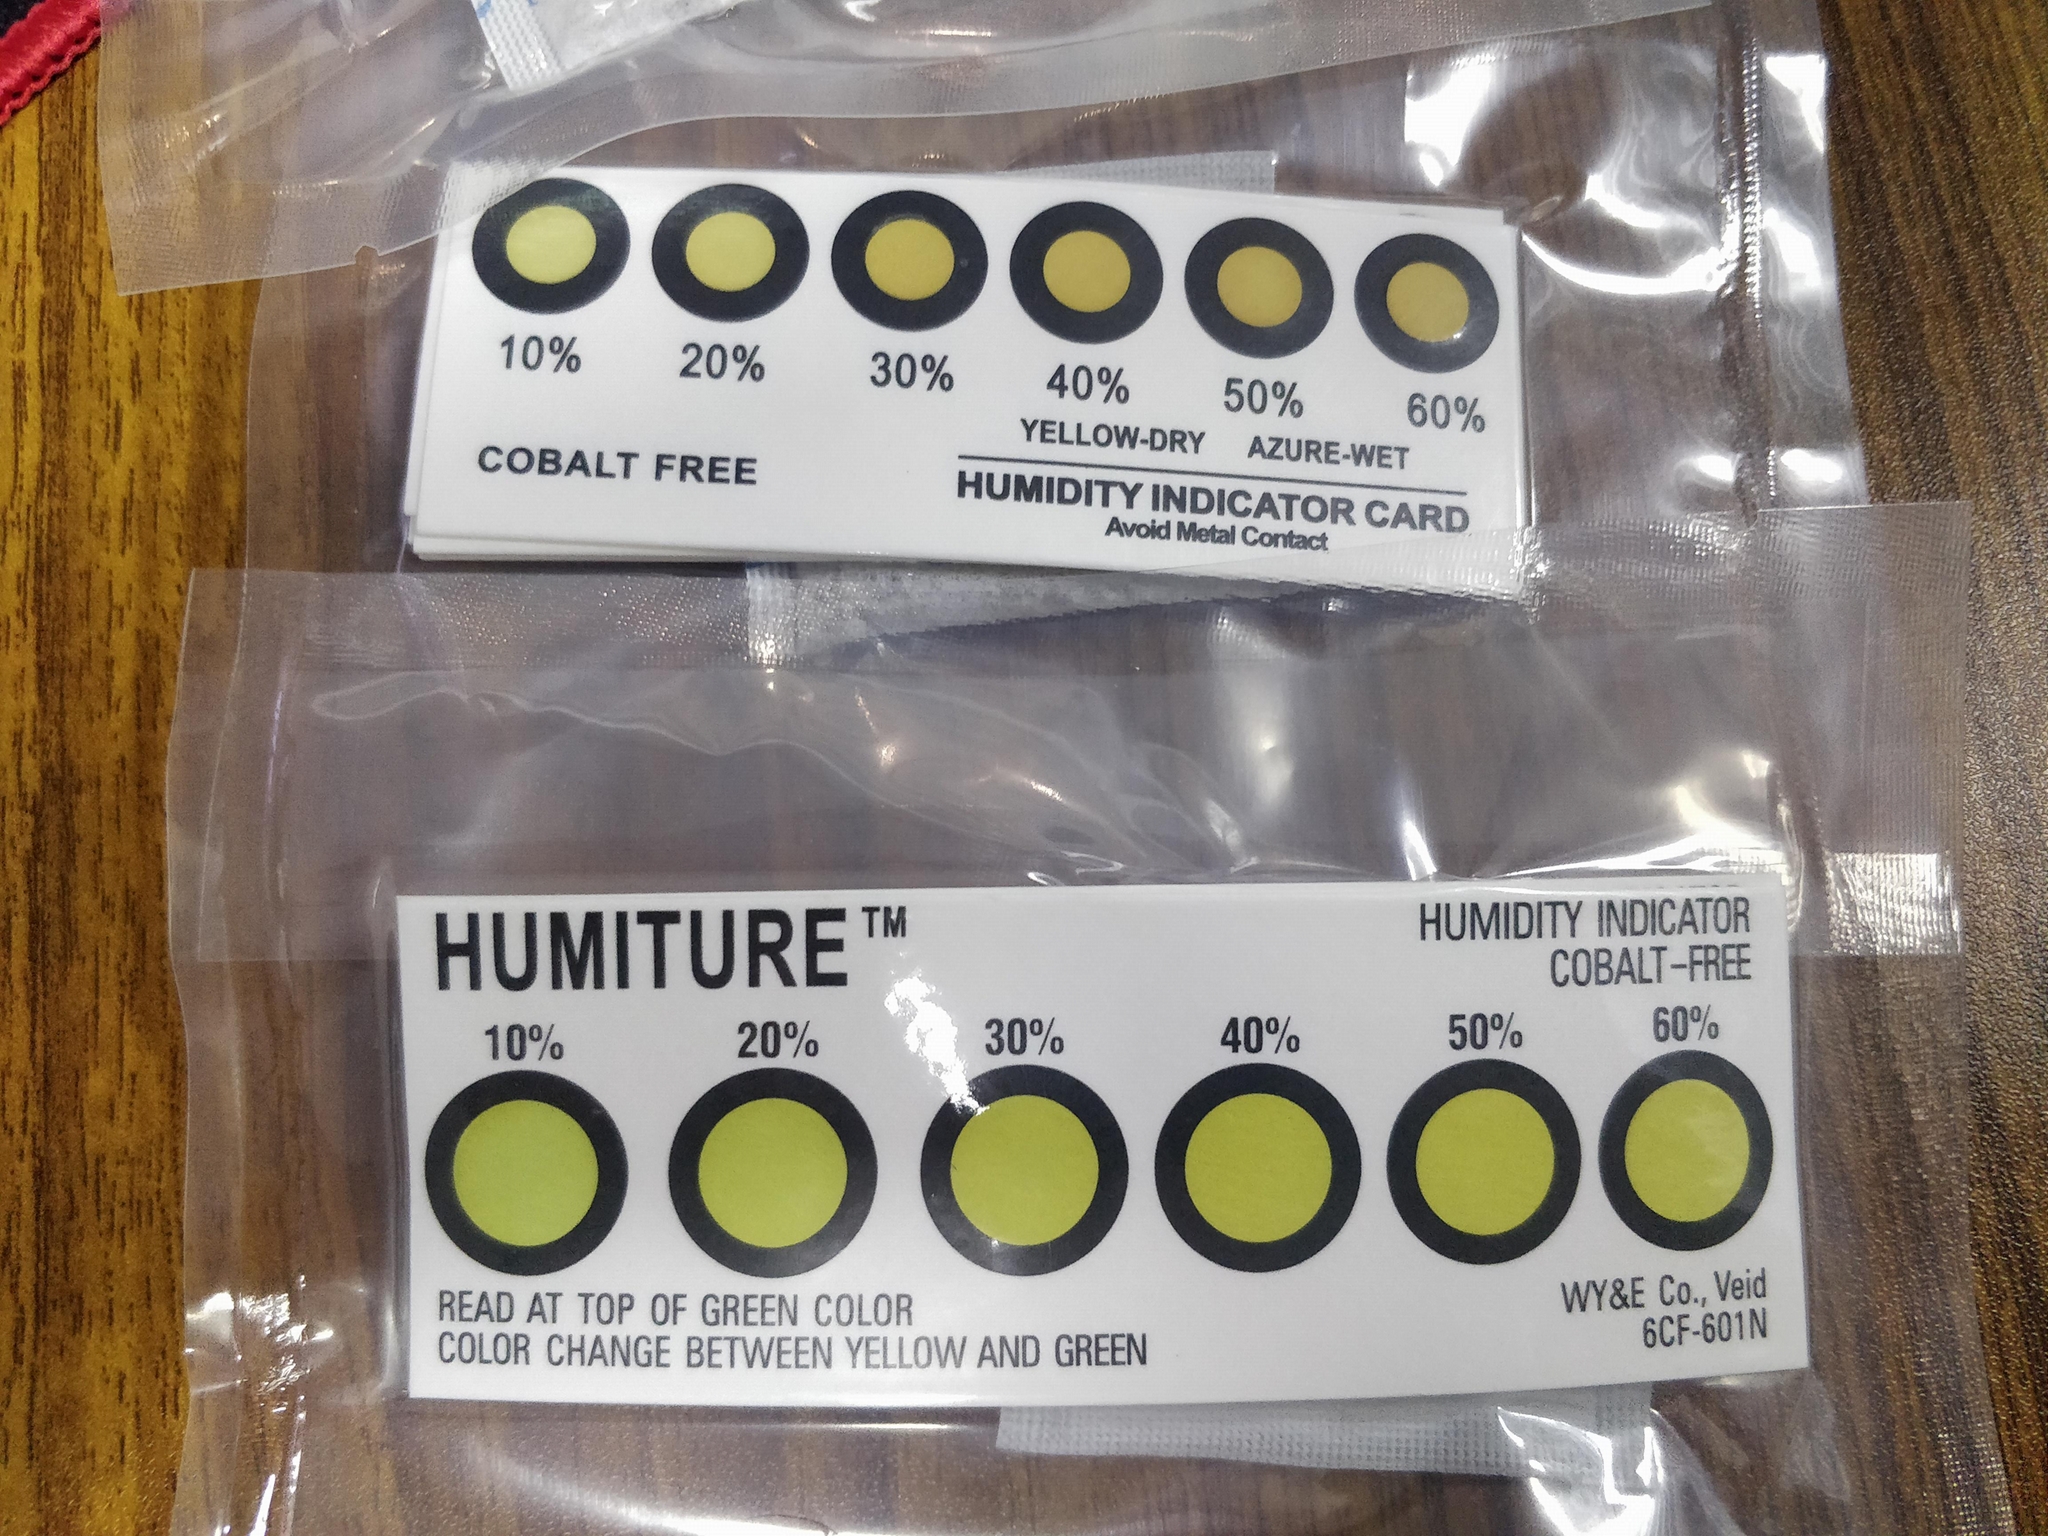 10% 20% 30% 40% 50% 60%
YELLOW-DRY AZURE-WET
COBALT FREE
HUMIDITY INDICATOR CARD
Avoid Metal Contact
HUMITURE™
HUMIDITY INDICATOR
COBALT-FREE
10% 20% 30% 40% 50% 60%
READ AT TOP OF GREEN COLOR
COLOR CHANGE BETWEEN YELLOW AND GREEN
WY&E Co., Veid
6CF-601N